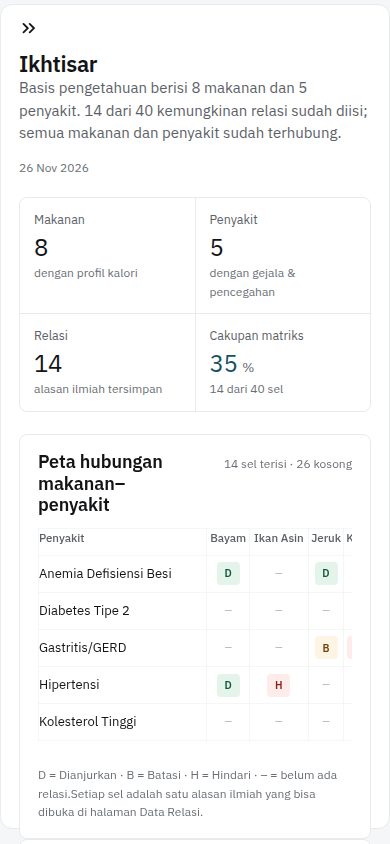 Ikhtisar
Basis pengetahuan berisi 8 makanan dan 5
penyakit. 14 dari 40 kemungkinan relasi sudah diisi;
semua makanan dan penyakit sudah terhubung.
26 Nov 2026
Makanan
8
dengan profil kalori
Penyakit
5
dengan gejala &
pencegahan
Relasi
14
alasan ilmiah tersimpan
Cakupan matriks
35 %
14 dari 40 sel
Peta hubungan
makanan–
penyakit
14 sel terisi · 26 kosong
Penyakit Bayam Ikan Asin Jeruk K
Anemia Defisiensi Besi D – D
Diabetes Tipe 2 – – –
Gastritis/GERD – – B
Hipertensi D H –
Kolesterol Tinggi – – –
D = Dianjurkan · B = Batasi · H = Hindari · – = belum ada
relasi.Setiap sel adalah satu alasan ilmiah yang bisa
dibuka di halaman Data Relasi.